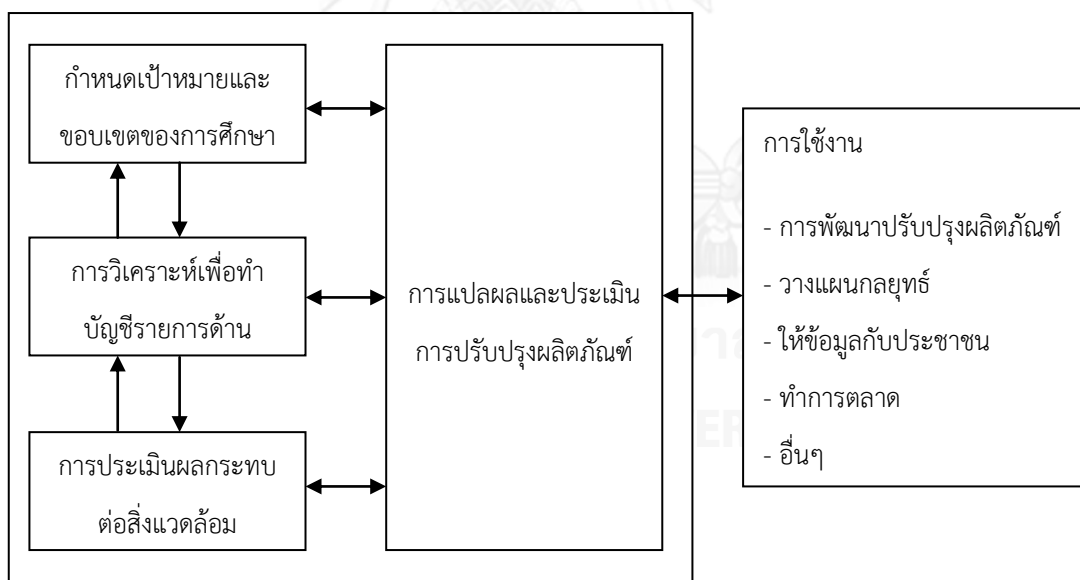 กำหนดเป้าหมายและ
ขอบเขตของการศึกษา
การวิเคราะห์เพื่อทำ
บัญชีรายการด้าน
การประเมินผลกระทบ
ต่อสิ่งแวดล้อม
การแปลผลและประเมิน
การปรับปรุงผลิตภัณฑ์
การใช้งาน
- การพัฒนาปรับปรุงผลิตภัณฑ์
- วางแผนกลยุทธ์
- ให้ข้อมูลกับประชาชน
- ทำการตลาด
- อื่นๆ